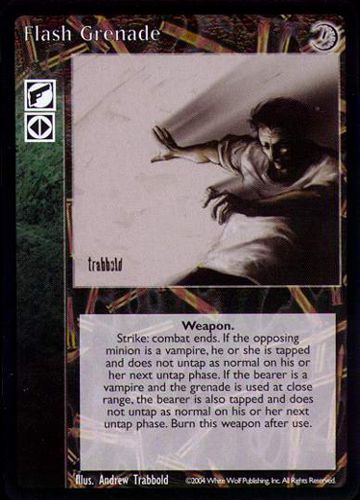 Flash Grenade
trabbold
Weapon.
Strike: combat ends. If the opposing
minion is a vampire, he or she is tapped
and does not untap as normal on his or
her next untap phase. If the bearer is a
vampire and the grenade is used at close
range, the bearer is also tapped and does
not untap as normal on his or her next
untap phase. Burn this weapon after use.
Illus. Andrew Trabbold
©2004 White Wolf Publishing, Inc. All Rights Reserved.